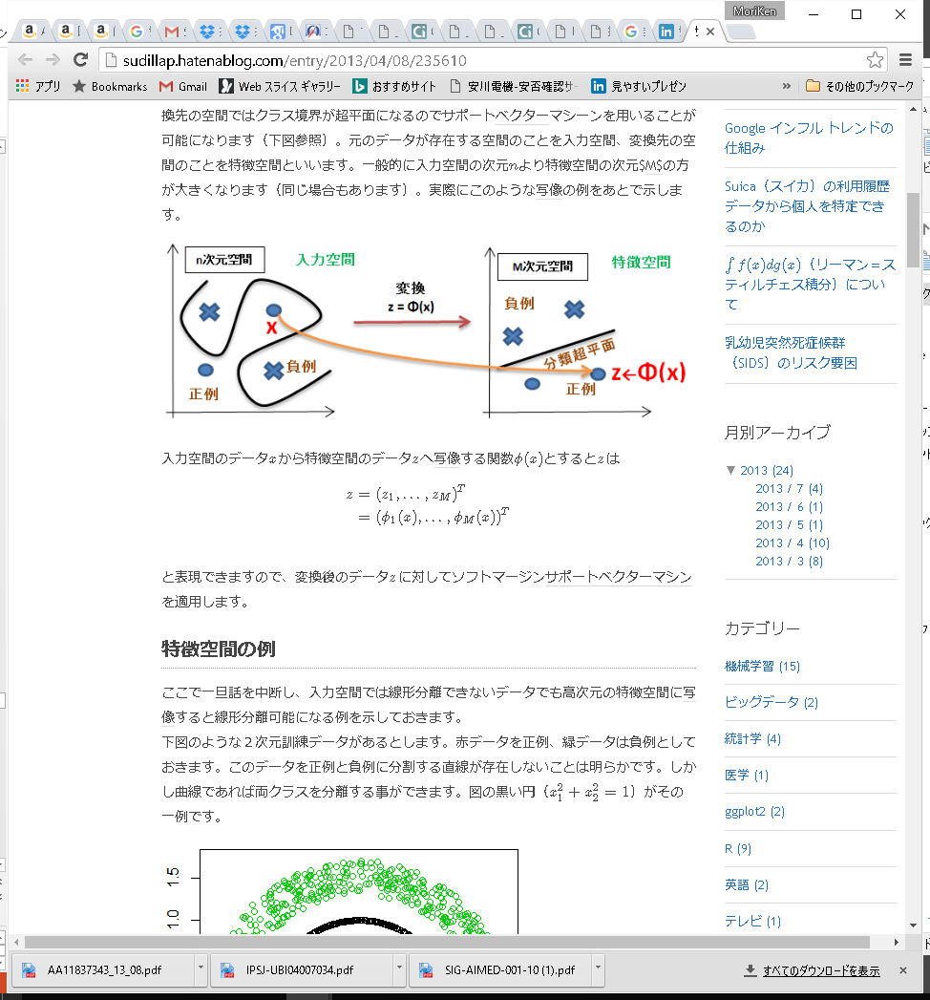 MoriKen
sudillap.hatenablog.com/entry/2013/04/08/235610
アプリ Bookmarks Gmail Web スライス ギャラリー おすすめサイト 安川電機-安否確認サ 見やすいプレゼン » その他のブックマーク
換先の空間ではクラス境界が超平面になるのでサポートベクターマシーンを用いることが
可能になります（下図参照）。元のデータが存在する空間のことを入力空間、変換先の空
間のことを特徴空間といいます。一般的に入力空間の次元nより特徴空間の次元$M$の方
が大きくなります（同じ場合もあります）。実際にこのような写像の例をあとで示しま
す。
n次元空間
入力空間
変換
z = Φ(x)
x
負例
正例
M次元空間
特徴空間
負例
分類超平面
z←Φ(x)
正例
入力空間のデータxから特徴空間のデータzへ写像する関数ϕ(x)とするとzは
z = (z₁, . . . , z_M)^T
= (ϕ₁(x), . . . , ϕ_M(x))^T
と表現できますので、変換後のデータzに対してソフトマージンサポートベクターマシン
を適用します。
特徴空間の例
ここで一旦話を中断し、入力空間では線形分離できないデータでも高次元の特徴空間に写
像すると線形分離可能になる例を示しておきます。
下図のような２次元訓練データがあるとします。赤データを正例、緑データは負例として
おきます。このデータを正例と負例に分割する直線が存在しないことは明らかです。しか
し曲線であれば両クラスを分離する事ができます。図の黒い円（x₁² + x₂² = 1）がその
一例です。
1.5
1.0
Google インフル トレンドの
仕組み
Suica（スイカ）の利用履歴
データから個人を特定でき
るのか
∫ f(x)dg(x)（リーマン＝ス
ティルチェス積分）につい
て
乳幼児突然死症候群
（SIDS）のリスク要因
月別アーカイブ
▼ 2013 (24)
2013 / 7 (4)
2013 / 6 (1)
2013 / 5 (1)
2013 / 4 (10)
2013 / 3 (8)
カテゴリー
機械学習 (15)
ビッグデータ (2)
統計学 (4)
医学 (1)
ggplot2 (2)
R (9)
英語 (2)
テレビ (1)
AA11837343_13_08.pdf
IPSJ-UBI04007034.pdf
SIG-AIMED-001-10 (1).pdf
すべてのダウンロードを表示